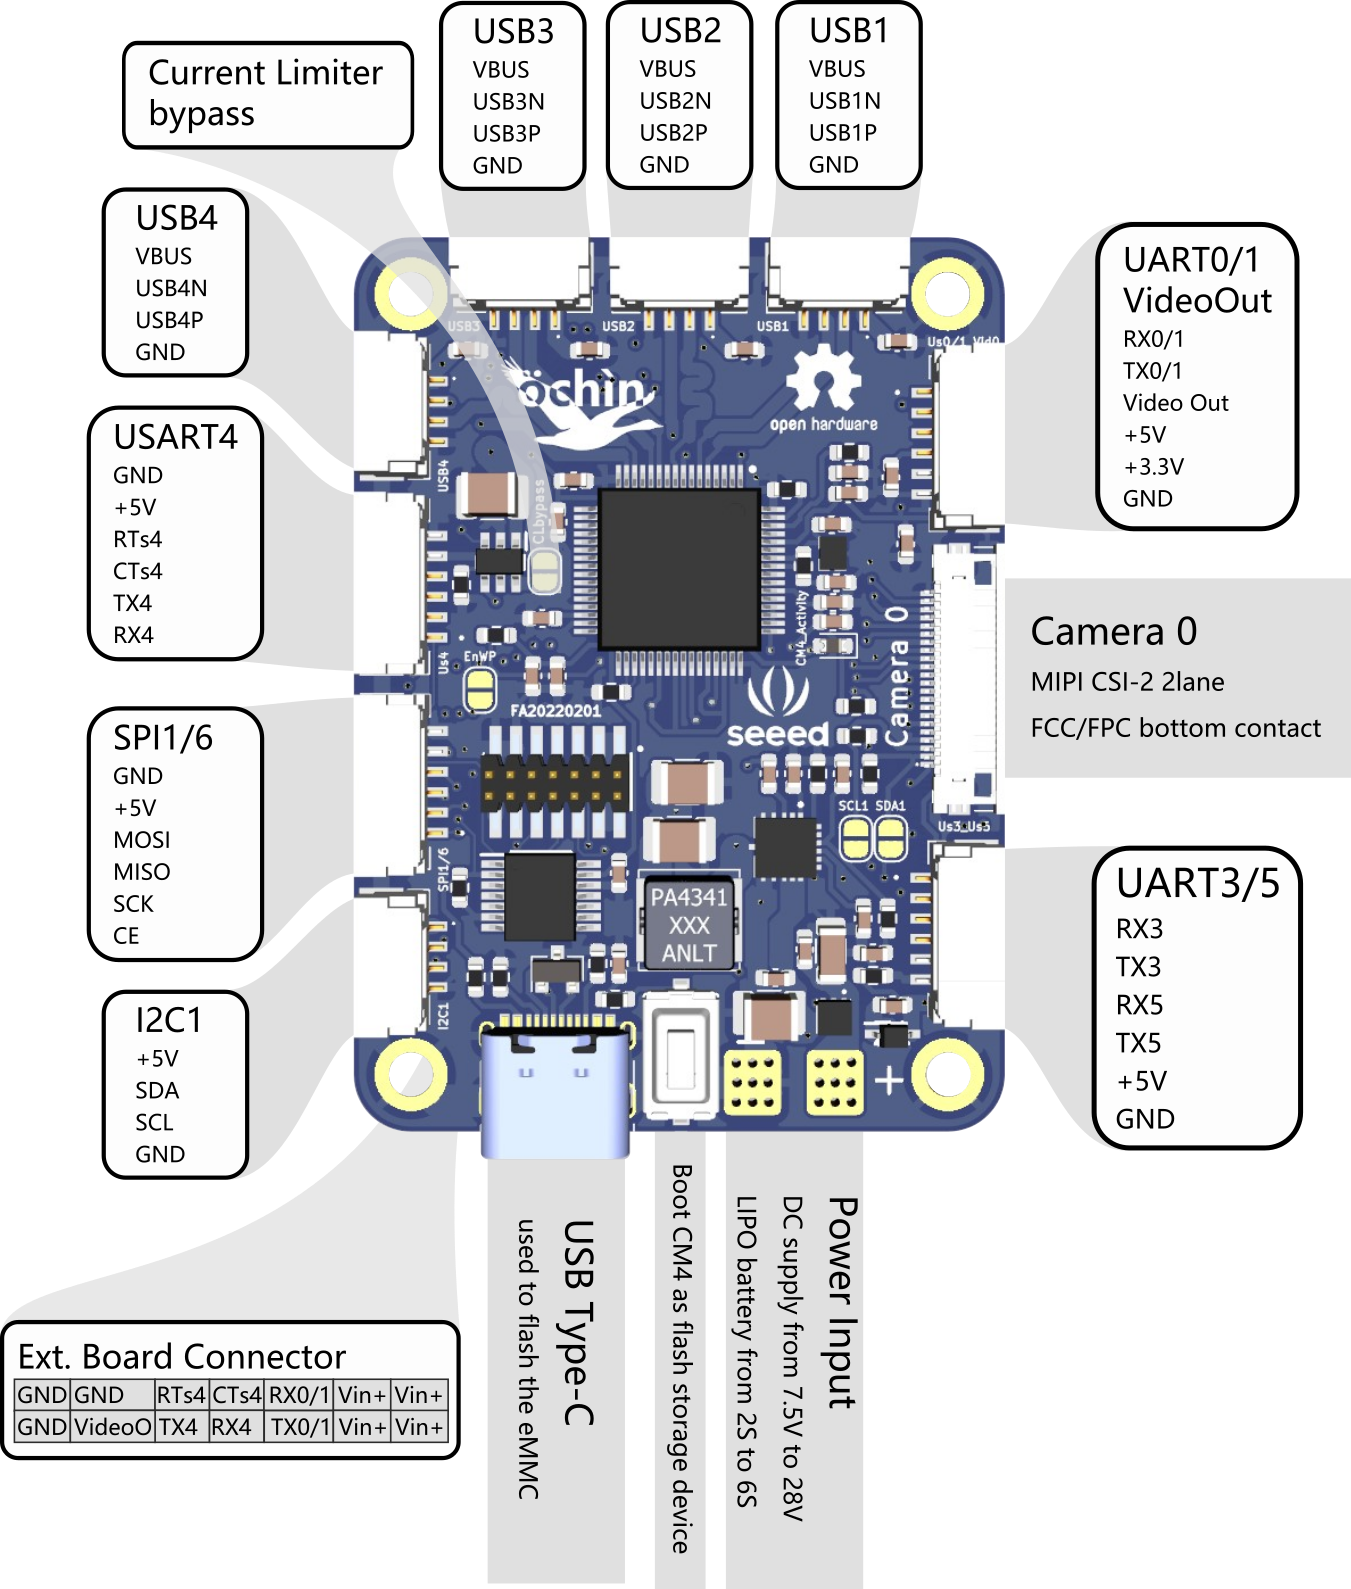 USB3
VBUS
USB3N
USB3P
GND
USB2
VBUS
USB2N
USB2P
GND
USB1
VBUS
USB1N
USB1P
GND
Current Limiter
bypass
USB4
VBUS
USB4N
USB4P
GND
USART4
GND
+5V
RTs4
CTs4
TX4
RX4
SPI1/6
GND
+5V
MOSI
MISO
SCK
CE
I2C1
+5V
SDA
SCL
GND
UART0/1
VideoOut
RX0/1
TX0/1
Video Out
+5V
+3.3V
GND
Camera 0
MIPI CSI-2 2lane
FCC/FPC bottom contact
UART3/5
RX3
TX3
RX5
TX5
+5V
GND
USB3
USB2
USB1
Us0/1
öchìn
open hardware
USB4
CLbypass
CM4_Activity
Camera 0
Us4
EnWP
FA20220201
seeed
SCL1 SDA1
Us3 Us5
SPI1/6
PA4341
XXX
ANLT
I2C1
+
USB Type-C
used to flash the eMMC
Boot CM4 as flash storage device
Power Input
DC supply from 7.5V to 28V
LIPO battery from 2S to 6S
Ext. Board Connector
GND GND RTs4 CTs4 RX0/1 Vin+ Vin+
GND VideoO TX4 RX4 TX0/1 Vin+ Vin+